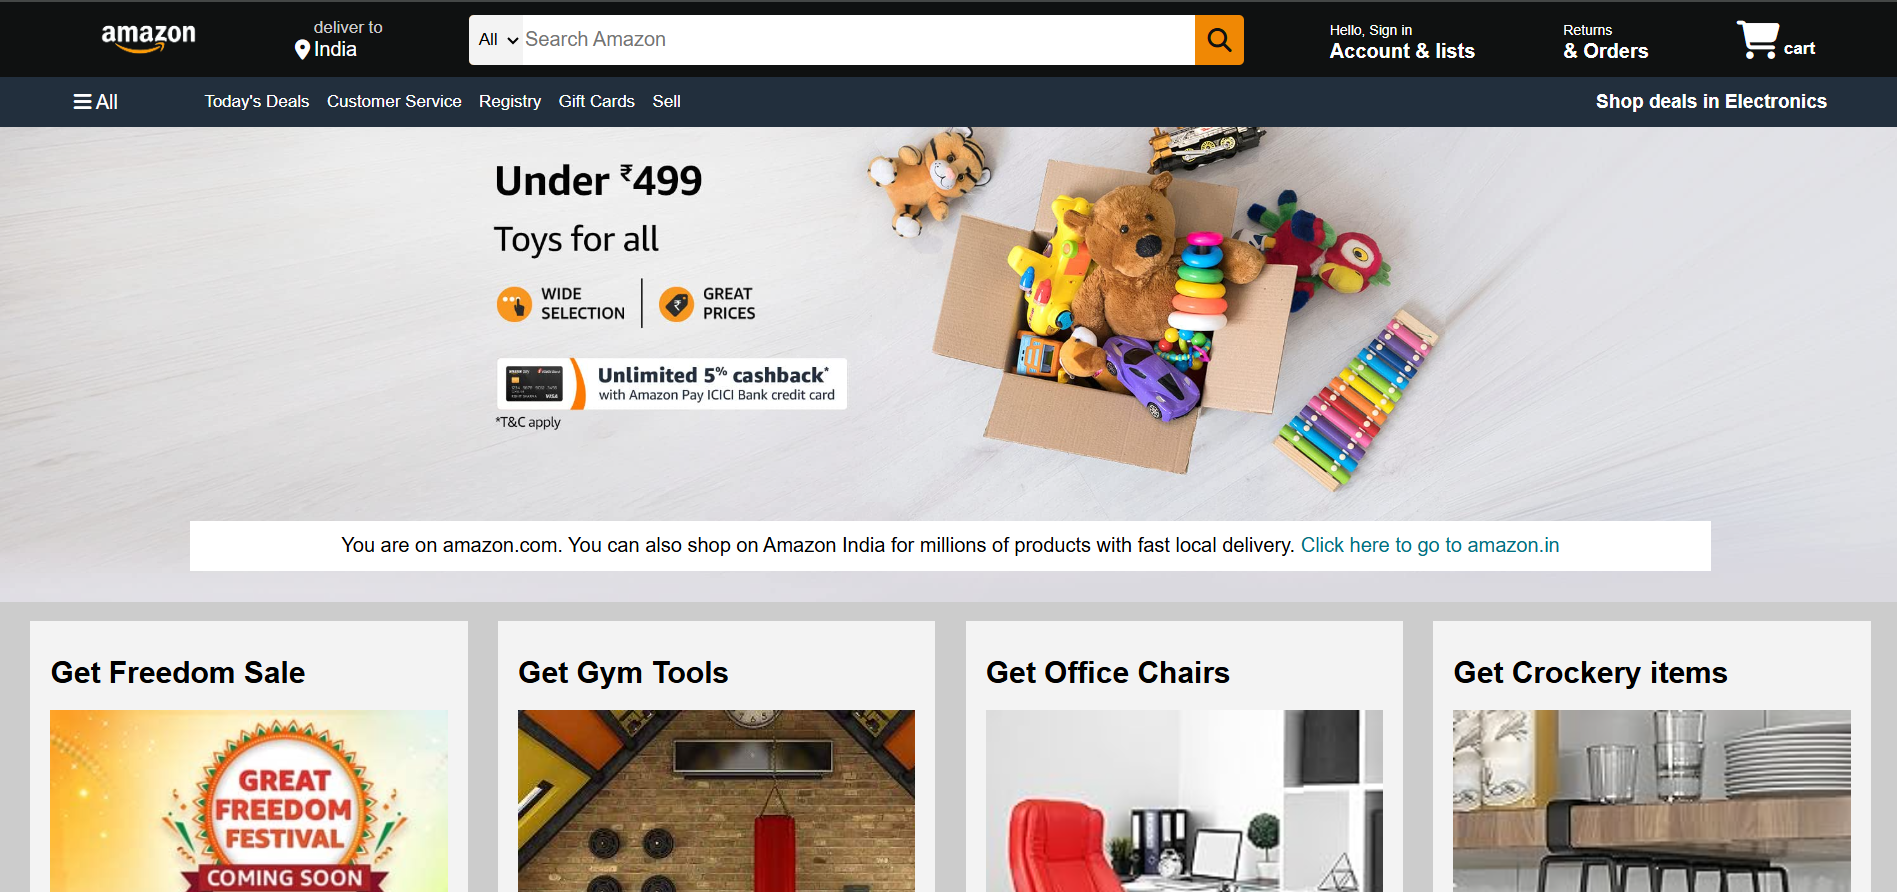 amazon
deliver to
India
All
Search Amazon
Hello, Sign in
Account & lists
Returns
& Orders
cart
All
Today's Deals
Customer Service
Registry
Gift Cards
Sell
Shop deals in Electronics
Under ₹499
Toys for all
WIDE
SELECTION
GREAT
PRICES
Unlimited 5% cashback*
with Amazon Pay ICICI Bank credit card
VISA
*T&C apply
You are on amazon.com. You can also shop on Amazon India for millions of products with fast local delivery. Click here to go to amazon.in
Get Freedom Sale
Get Gym Tools
Get Office Chairs
Get Crockery items
GREAT
FREEDOM
FESTIVAL
COMING SOON